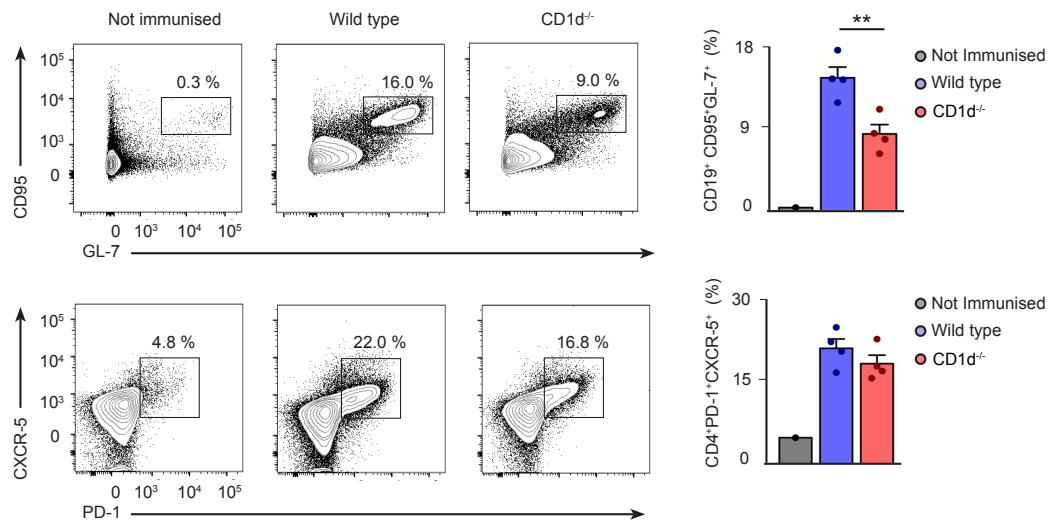 Not immunised
Wild type
CD1d-/-
CD95
10⁵
10⁴
10³
0
0.3 %
16.0 %
9.0 %
0 10³ 10⁴ 10⁵
GL-7
CD19⁺ CD95⁺GL-7⁺ (%)
18
9
0
**
Not Immunised
Wild type
CD1d-/-
CXCR-5
10⁵
10⁴
10³
0
4.8 %
22.0 %
16.8 %
0 10³ 10⁴ 10⁵
PD-1
CD4⁺PD-1⁺CXCR-5⁺ (%)
30
15
0
Not Immunised
Wild type
CD1d-/-